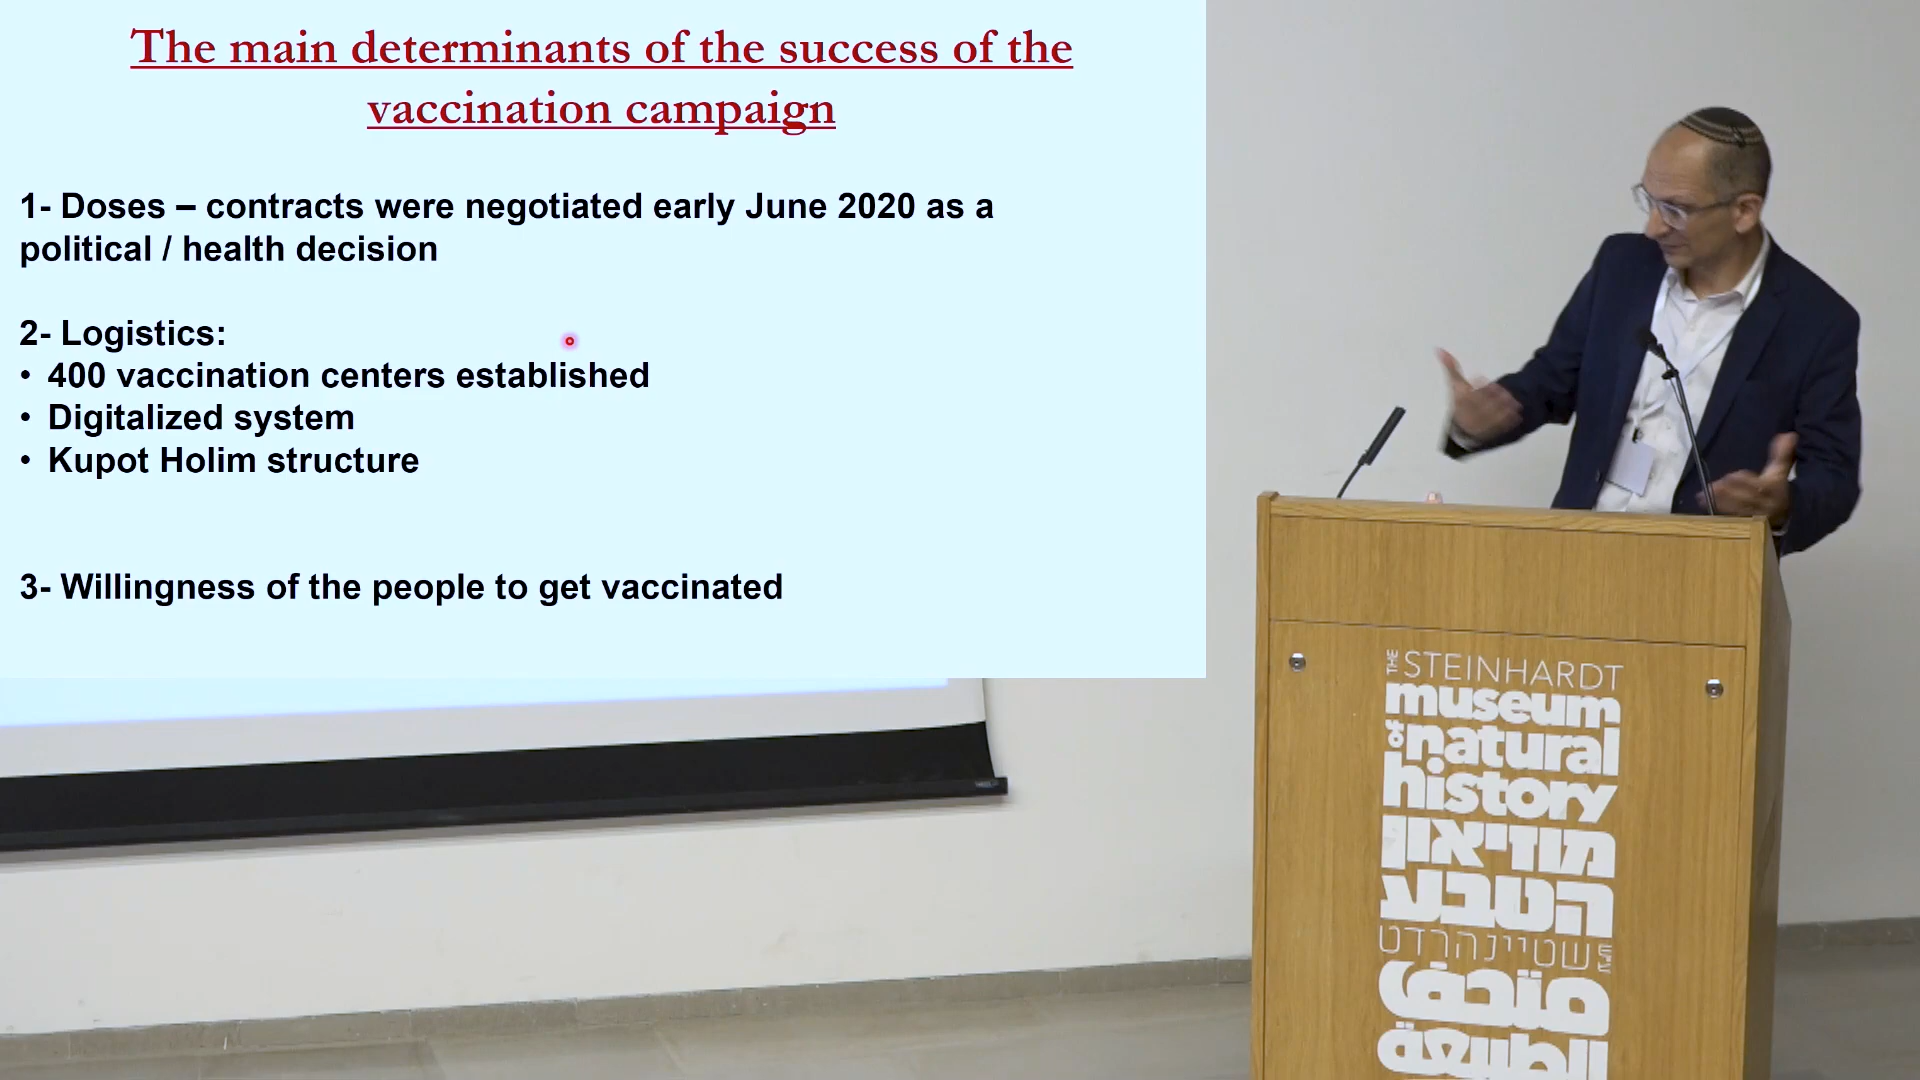 The main determinants of the success of the
vaccination campaign
1- Doses – contracts were negotiated early June 2020 as a
political / health decision
2- Logistics:
• 400 vaccination centers established
• Digitalized system
• Kupot Holim structure
3- Willingness of the people to get vaccinated
THE STEINHARDT
museum
of natural
history
מוזיאון
הטבע
ע״ש שטיינהרדט
متحف
الطبيعة